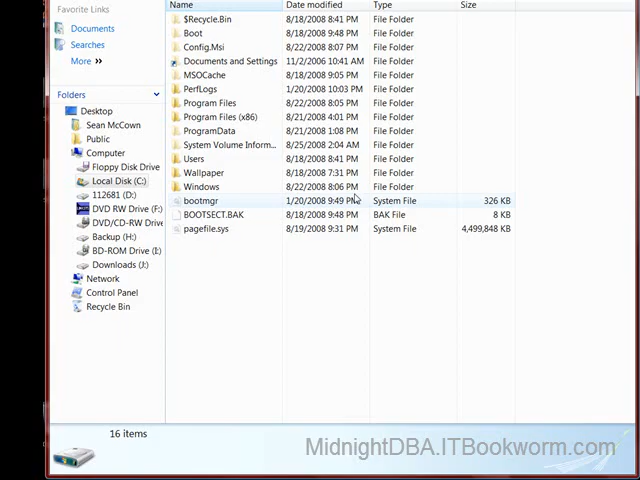 Favorite Links
Documents
Searches
More
Folders
Desktop
Sean McCown
Public
Computer
Floppy Disk Drive
Local Disk (C:)
112681 (D:)
DVD RW Drive (F:)
DVD/CD-RW Drive
Backup (H:)
BD-ROM Drive (I:)
Downloads (J:)
Network
Control Panel
Recycle Bin
Name Date modified Type Size
$Recycle.Bin 8/18/2008 8:41 PM File Folder
Boot 8/18/2008 9:48 PM File Folder
Config.Msi 8/22/2008 8:07 PM File Folder
Documents and Settings 11/2/2006 10:41 AM File Folder
MSOCache 8/18/2008 9:05 PM File Folder
PerfLogs 1/20/2008 10:03 PM File Folder
Program Files 8/22/2008 8:05 PM File Folder
Program Files (x86) 8/21/2008 4:01 PM File Folder
ProgramData 8/21/2008 1:08 PM File Folder
System Volume Inform... 8/25/2008 2:04 AM File Folder
Users 8/18/2008 8:41 PM File Folder
Wallpaper 8/18/2008 7:31 PM File Folder
Windows 8/22/2008 8:06 PM File Folder
bootmgr 1/20/2008 9:49 PM System File 326 KB
BOOTSECT.BAK 8/18/2008 9:48 PM BAK File 8 KB
pagefile.sys 8/19/2008 9:31 PM System File 4,499,848 KB
16 items
MidnightDBA.ITBookworm.com